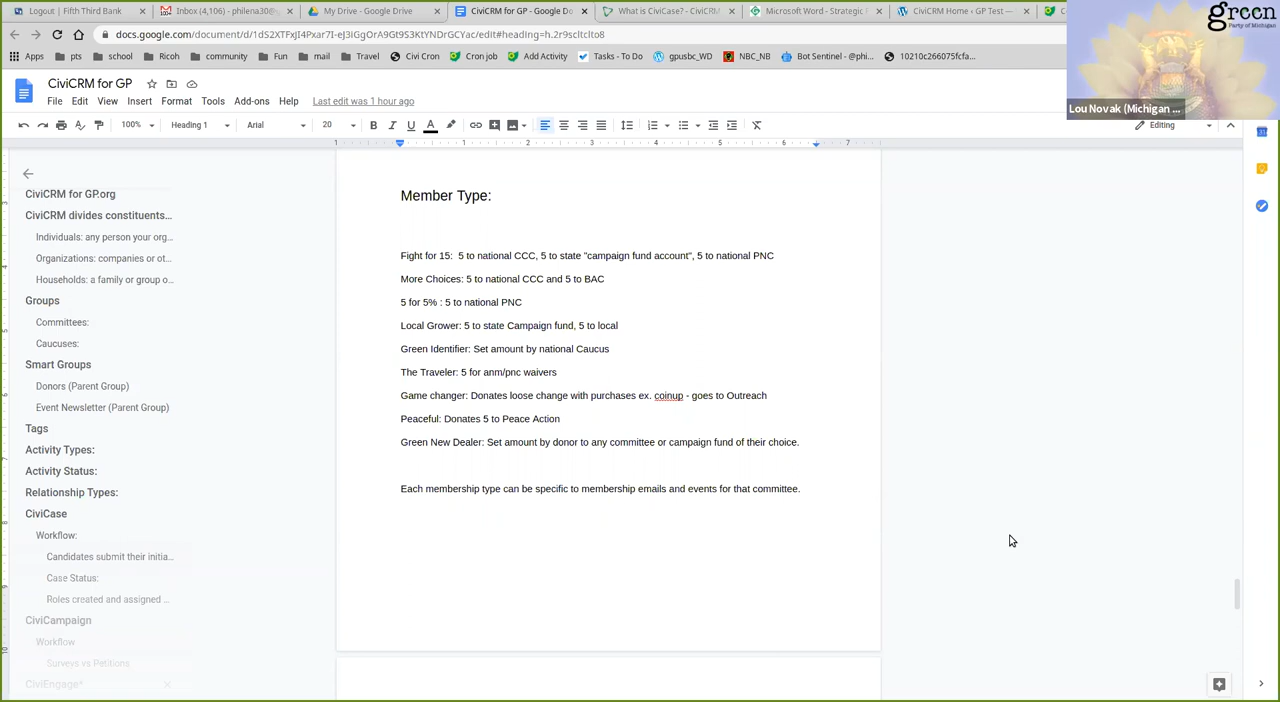 Logout | Fifth Third Bank
Inbox (4,106) - philena308@
My Drive - Google Drive
CiviCRM for GP - Google Do
What is CiviCase? - CiviCRM
Microsoft Word - Strategic
CiviCRM Home ‹ GP Test —
docs.google.com/document/d/
Apps pts school Ricoh community Fun mail Travel Civi Cron Cron job Add Activity Tasks - To Do gpusbc_WD NBC_NB Bot Sentinel - @phi... 10210c266075fcfa...
green
Party of Michigan
Lou Novak (Michigan ...
CiviCRM for GP
File Edit View Insert Format Tools Add-ons Help Last edit was 1 hour ago
100% Heading 1 Arial 20 B I U A Editing
1 1 2 3 4 5 6 7
CiviCRM for GP.org
CiviCRM divides constituents...
Individuals: any person your org...
Organizations: companies or ot...
Households: a family or group o...
Groups
Committees:
Caucuses:
Smart Groups
Donors (Parent Group)
Event Newsletter (Parent Group)
Tags
Activity Types:
Activity Status:
Relationship Types:
CiviCase
Workflow:
Candidates submit their initia...
Case Status:
Roles created and assigned ...
CiviCampaign
Workflow
Surveys vs Petitions
CiviEngage*
Member Type:
Fight for 15:  5 to national CCC, 5 to state "campaign fund account", 5 to national PNC
More Choices: 5 to national CCC and 5 to BAC
5 for 5% : 5 to national PNC
Local Grower: 5 to state Campaign fund, 5 to local
Green Identifier: Set amount by national Caucus
The Traveler: 5 for anm/pnc waivers
Game changer: Donates loose change with purchases ex. coinup - goes to Outreach
Peaceful: Donates 5 to Peace Action
Green New Dealer: Set amount by donor to any committee or campaign fund of their choice.
Each membership type can be specific to membership emails and events for that committee.